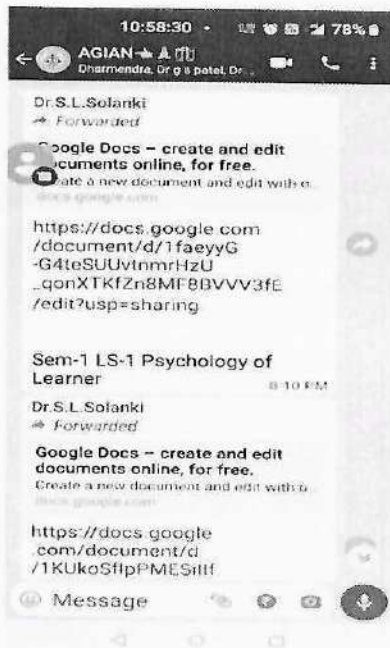 10:58:30 78%
AGIAN
Dharmendra, Dr g s patel, Dr...
Dr.S.L.Solanki
Forwarded
Google Docs – create and edit
documents online, for free.
Create a new document and edit with o...
docs.google.com
https://docs.google.com
/document/d/1faeyyG
-G4teSUUvtnmrHzU
_qonXTKfZn8MF8BVVV3fE
/edit?usp=sharing
Sem-1 LS-1 Psychology of
Learner
8:10 PM
Dr.S.L.Solanki
Forwarded
Google Docs – create and edit
documents online, for free.
Create a new document and edit with o...
docs.google.com
https://docs.google
.com/document/d
/1KUkoSflpPMESiIlf
Message